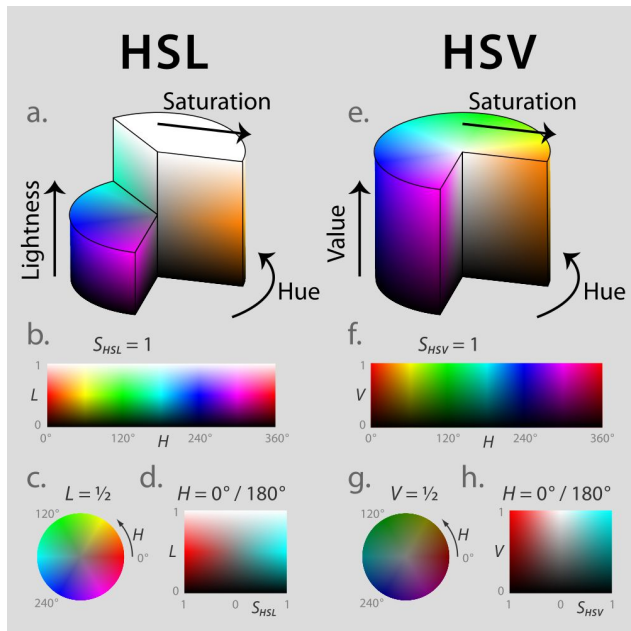 HSL
HSV
a.
Saturation
Lightness
Hue
e.
Saturation
Value
Hue
b.
S_HSL = 1
1
L
0
0° 120° 240° 360°
H
f.
S_HSV = 1
1
V
0
0° 120° 240° 360°
H
c.
L = ½
120°
H
0°
240°
d.
H = 0° / 180°
1
L
0
1 0 S_HSL 1
g.
V = ½
120°
H
0°
240°
h.
H = 0° / 180°
1
V
0
1 0 S_HSV 1